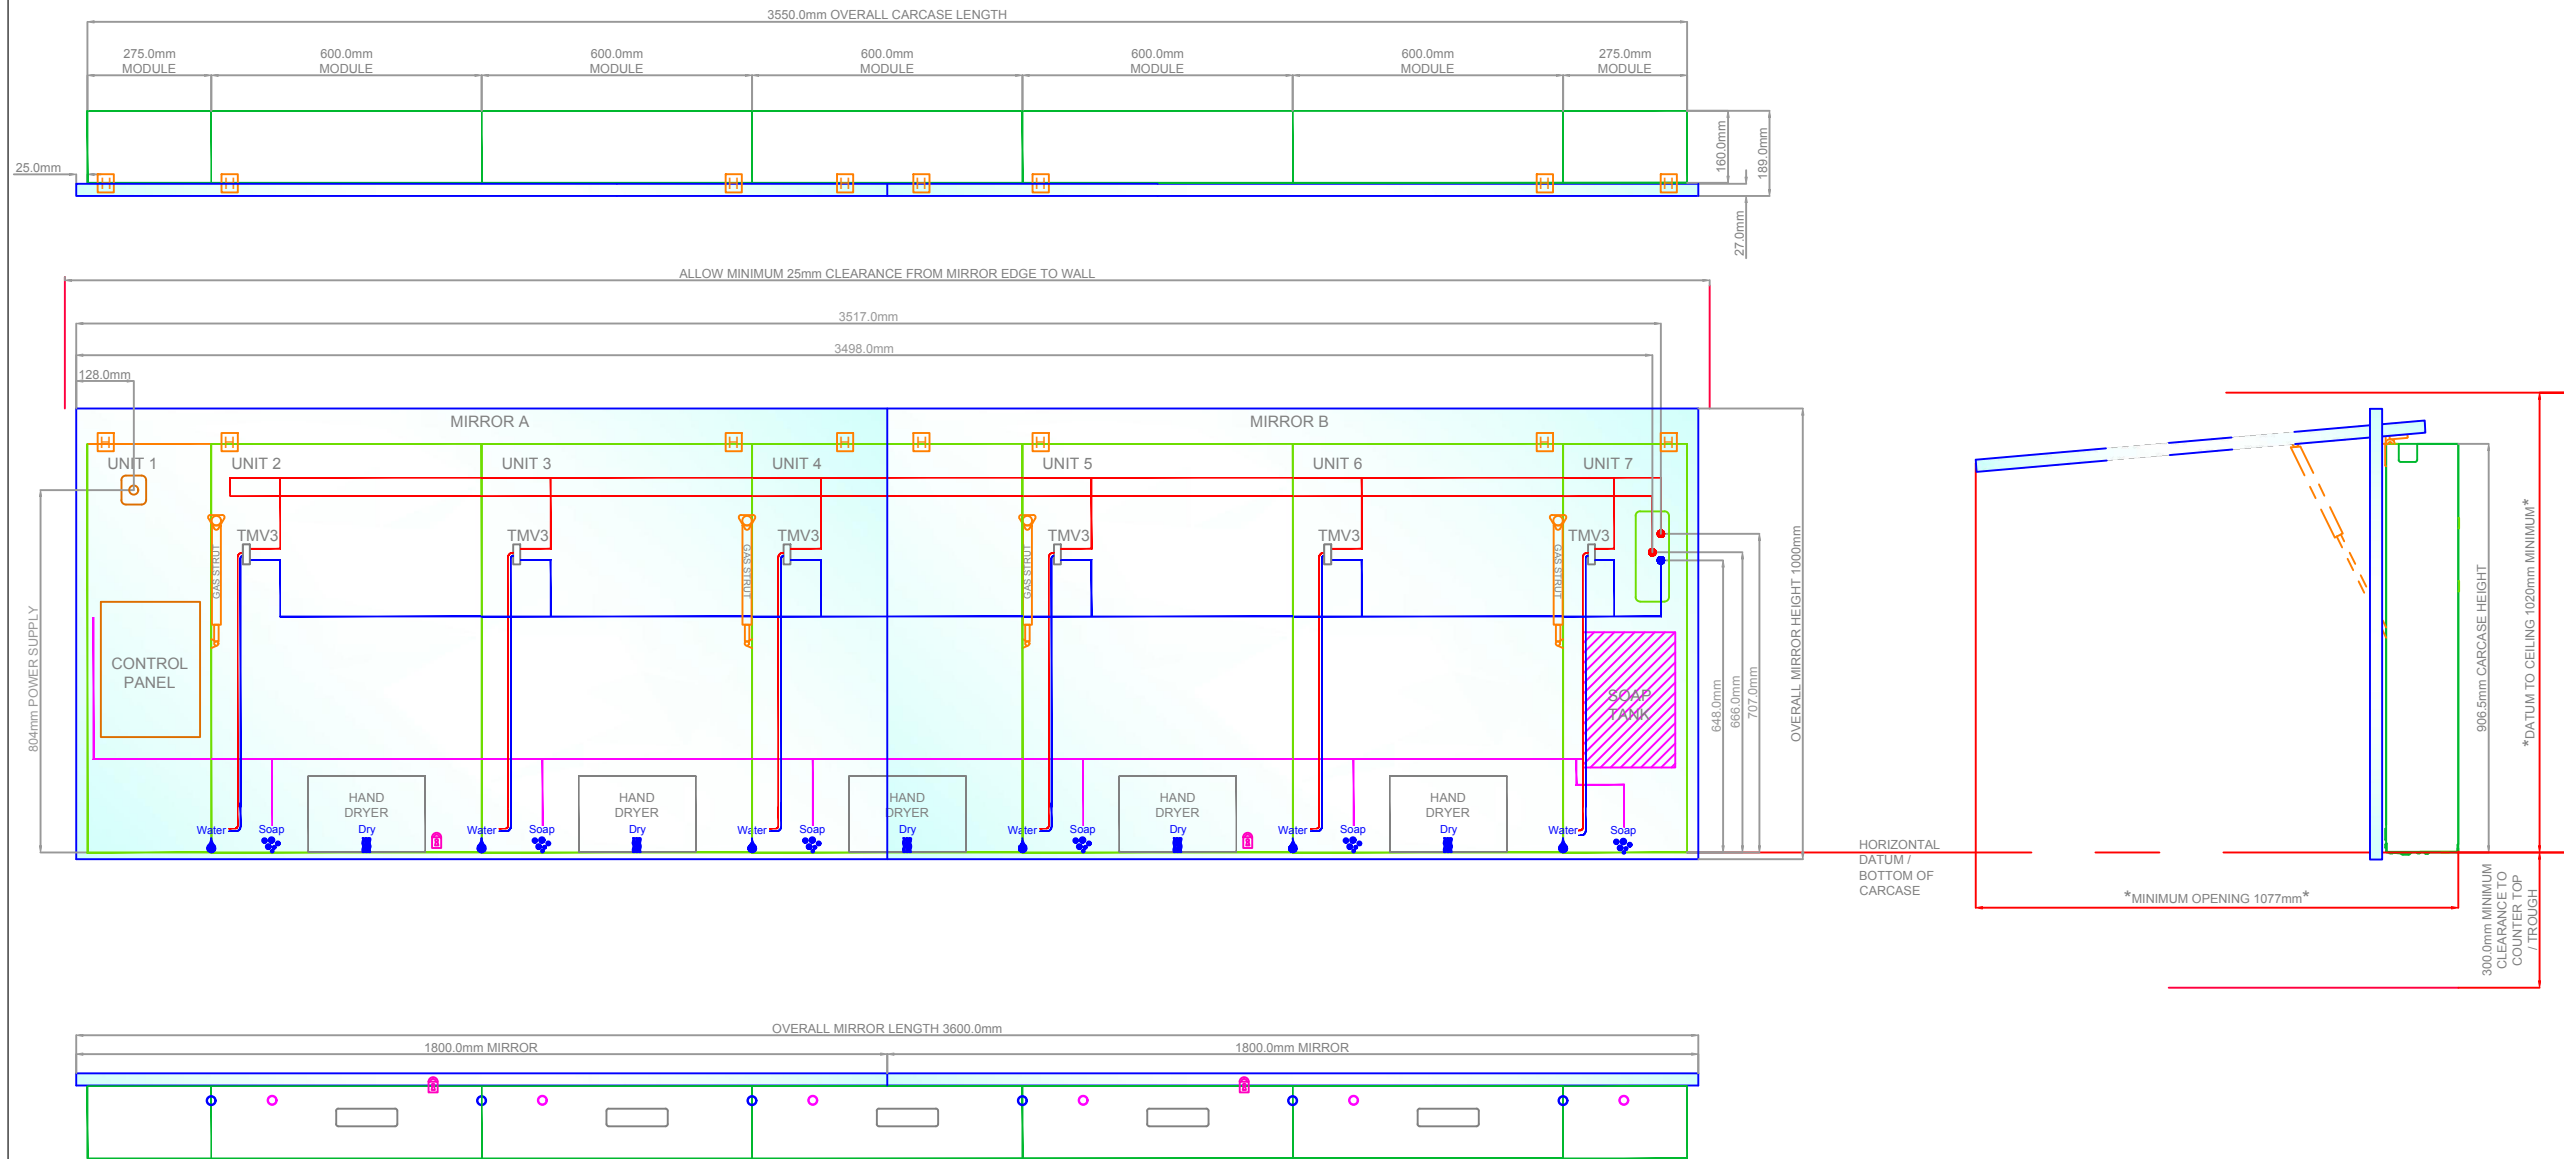 3550.0mm OVERALL CARCASE LENGTH
275.0mm
MODULE
600.0mm
MODULE
600.0mm
MODULE
600.0mm
MODULE
600.0mm
MODULE
600.0mm
MODULE
275.0mm
MODULE
25.0mm
160.0mm
189.0mm
27.0mm
H
H
H
H
H
H
H
H
ALLOW MINIMUM 25mm CLEARANCE FROM MIRROR EDGE TO WALL
3517.0mm
3498.0mm
128.0mm
MIRROR A
MIRROR B
H
H
H
H
H
H
H
H
UNIT 1
UNIT 2
UNIT 3
UNIT 4
UNIT 5
UNIT 6
UNIT 7
TMV3
TMV3
TMV3
TMV3
TMV3
TMV3
GAS STRUT
GAS STRUT
GAS STRUT
GAS STRUT
804mm POWER SUPPLY
CONTROL
PANEL
SOAP
TANK
648.0mm
666.0mm
707.0mm
OVERALL MIRROR HEIGHT 1000mm
HAND
DRYER
HAND
DRYER
HAND
DRYER
HAND
DRYER
HAND
DRYER
Water
Soap
Dry
Water
Soap
Dry
Water
Soap
Dry
Water
Soap
Dry
Water
Soap
Dry
Water
Soap
HORIZONTAL
DATUM /
BOTTOM OF
CARCASE
906.5mm CARCASE HEIGHT
*DATUM TO CEILING 1020mm MINIMUM*
*MINIMUM OPENING 1077mm*
300.0mm MINIMUM
CLEARANCE TO
COUNTER TOP
/ TROUGH
OVERALL MIRROR LENGTH 3600.0mm
1800.0mm MIRROR
1800.0mm MIRROR